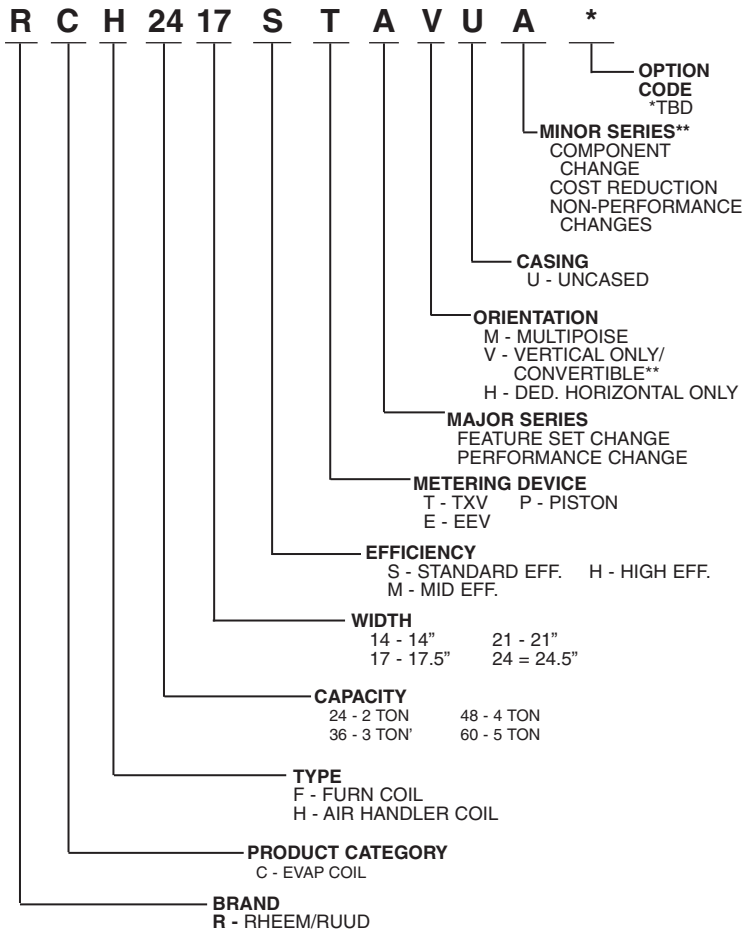 R C H 24 17 S T A V U A *
OPTION
CODE
*TBD
MINOR SERIES**
COMPONENT
CHANGE
COST REDUCTION
NON-PERFORMANCE
CHANGES
CASING
U - UNCASED
ORIENTATION
M - MULTIPOISE
V - VERTICAL ONLY/
CONVERTIBLE**
H - DED. HORIZONTAL ONLY
MAJOR SERIES
FEATURE SET CHANGE
PERFORMANCE CHANGE
METERING DEVICE
T - TXV P - PISTON
E - EEV
EFFICIENCY
S - STANDARD EFF. H - HIGH EFF.
M - MID EFF.
WIDTH
14 - 14” 21 - 21”
17 - 17.5” 24 = 24.5”
CAPACITY
24 - 2 TON 48 - 4 TON
36 - 3 TON’ 60 - 5 TON
TYPE
F - FURN COIL
H - AIR HANDLER COIL
PRODUCT CATEGORY
C - EVAP COIL
BRAND
R - RHEEM/RUUD